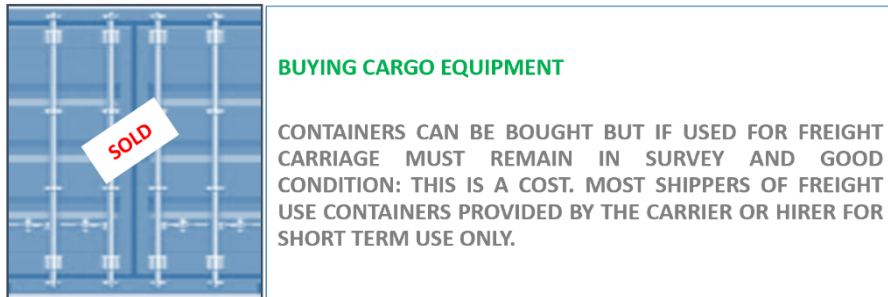 SOLD
BUYING CARGO EQUIPMENT
CONTAINERS CAN BE BOUGHT BUT IF USED FOR FREIGHT
CARRIAGE MUST REMAIN IN SURVEY AND GOOD
CONDITION: THIS IS A COST. MOST SHIPPERS OF FREIGHT
USE CONTAINERS PROVIDED BY THE CARRIER OR HIRER FOR
SHORT TERM USE ONLY.